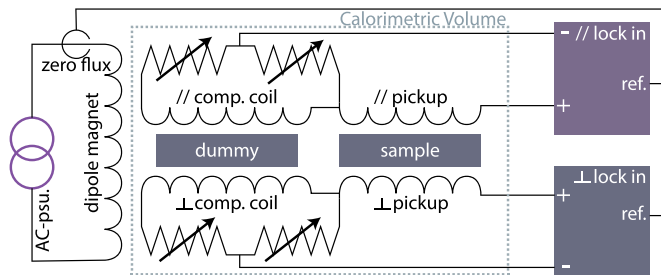 Calorimetric Volume
- // lock in
zero flux
ref.
// comp. coil
// pickup
+
dipole magnet
dummy
sample
AC-psu.
⊥ comp. coil
⊥ pickup
+
⊥ lock in
ref.
-